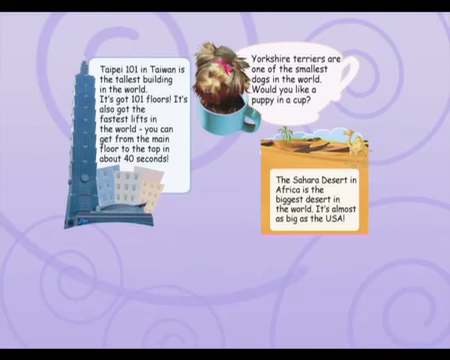 Taipei 101 in Taiwan is
the tallest building
in the world.
It's got 101 floors! It's
also got the
fastest lifts in
the world - you can
get from the main
floor to the top in
about 40 seconds!
Yorkshire terriers are
one of the smallest
dogs in the world.
Would you like a
puppy in a cup?
The Sahara Desert in
Africa is the
biggest desert in
the world. It's almost
as big as the USA!